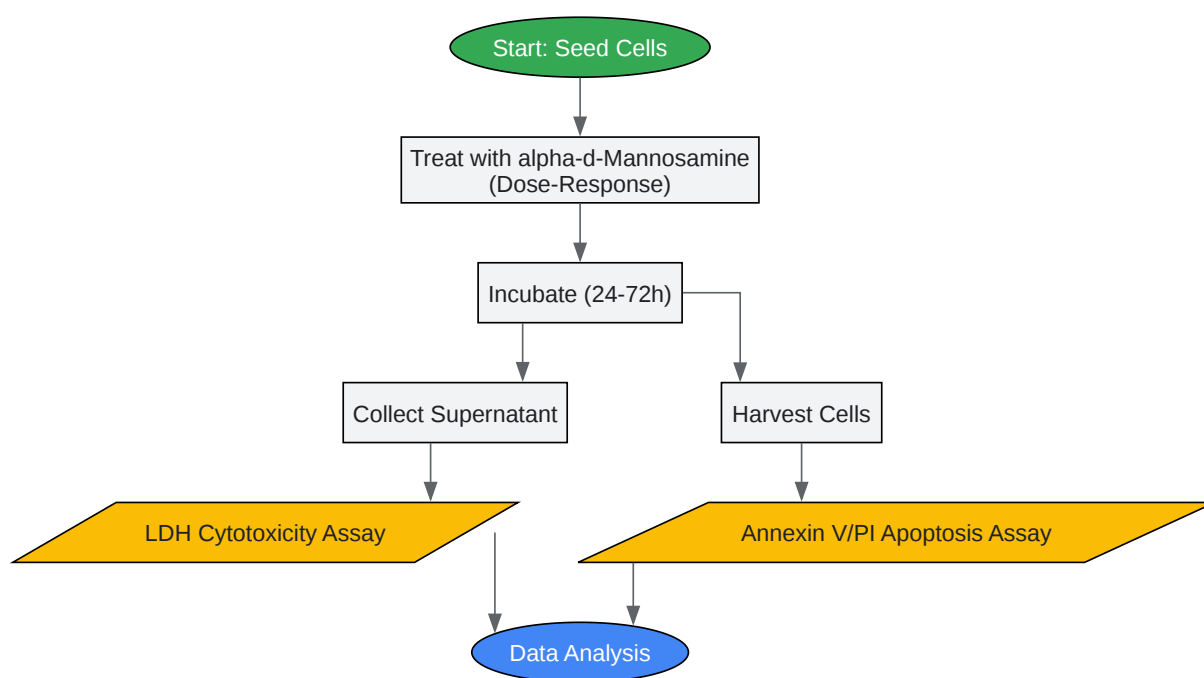 Start: Seed Cells
Treat with alpha-d-Mannosamine
(Dose-Response)
Incubate (24-72h)
Collect Supernatant
Harvest Cells
LDH Cytotoxicity Assay
Annexin V/PI Apoptosis Assay
Data Analysis